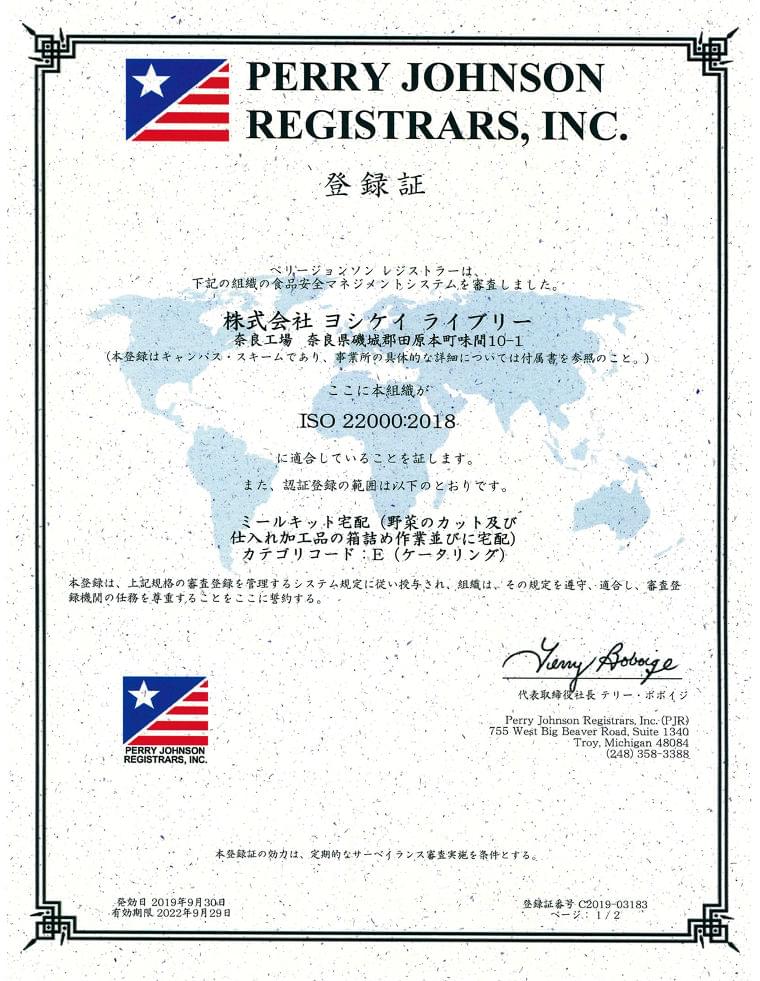 PERRY JOHNSON
REGISTRARS, INC.
登録証
ペリージョンソン レジストラーは、
下記の組織の食品安全マネジメントシステムを審査しました。
株式会社 ヨシケイ ライブリー
奈良工場 奈良県磯城郡田原本町味間10-1
(本登録はキャンパス・スキームであり、事業所の具体的な詳細については付属書を参照のこと。)
ここに本組織が
ISO 22000:2018
に適合していることを証します。
また、認証登録の範囲は以下のとおりです。
ミールキット宅配 (野菜のカット及び
仕入れ加工品の箱詰め作業並びに宅配)
カテゴリコード：E (ケータリング)
本登録は、上記規格の審査登録を管理するシステム規定に従い授与され、組織は、その規定を遵守、適合し、審査登
録機関の任務を尊重することをここに誓約する。
Terry Boboige
代表取締役社長 テリー・ボボイジ
Perry Johnson Registrars, Inc. (PJR)
755 West Big Beaver Road, Suite 1340
Troy, Michigan 48084
(248) 358-3388
PERRY JOHNSON
REGISTRARS, INC.
本登録証の効力は、定期的なサーベイランス審査実施を条件とする。
発効日 2019年9月30日
有効期限 2022年9月29日
登録証番号 C2019-03183
ページ： 1 / 2